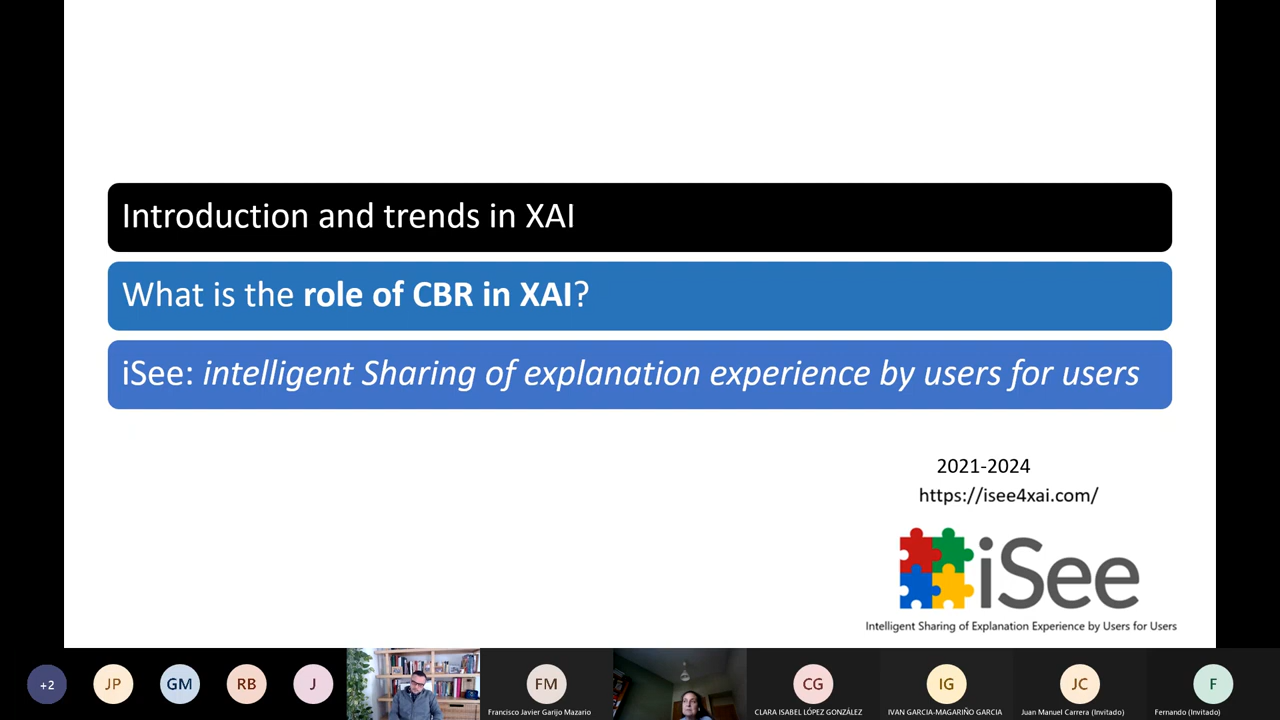 Introduction and trends in XAI
What is the role of CBR in XAI?
iSee: intelligent Sharing of explanation experience by users for users
2021-2024
https://isee4xai.com/
iSee
Intelligent Sharing of Explanation Experience by Users for Users
+2
JP
GM
RB
J
FM
CG
IG
JC
F
Francisco Javier Garijo Mazario
CLARA ISABEL LÓPEZ GONZÁLEZ
IVAN GARCIA-MAGARIÑO GARCIA
Juan Manuel Carrera (Invitado)
Fernando (Invitado)